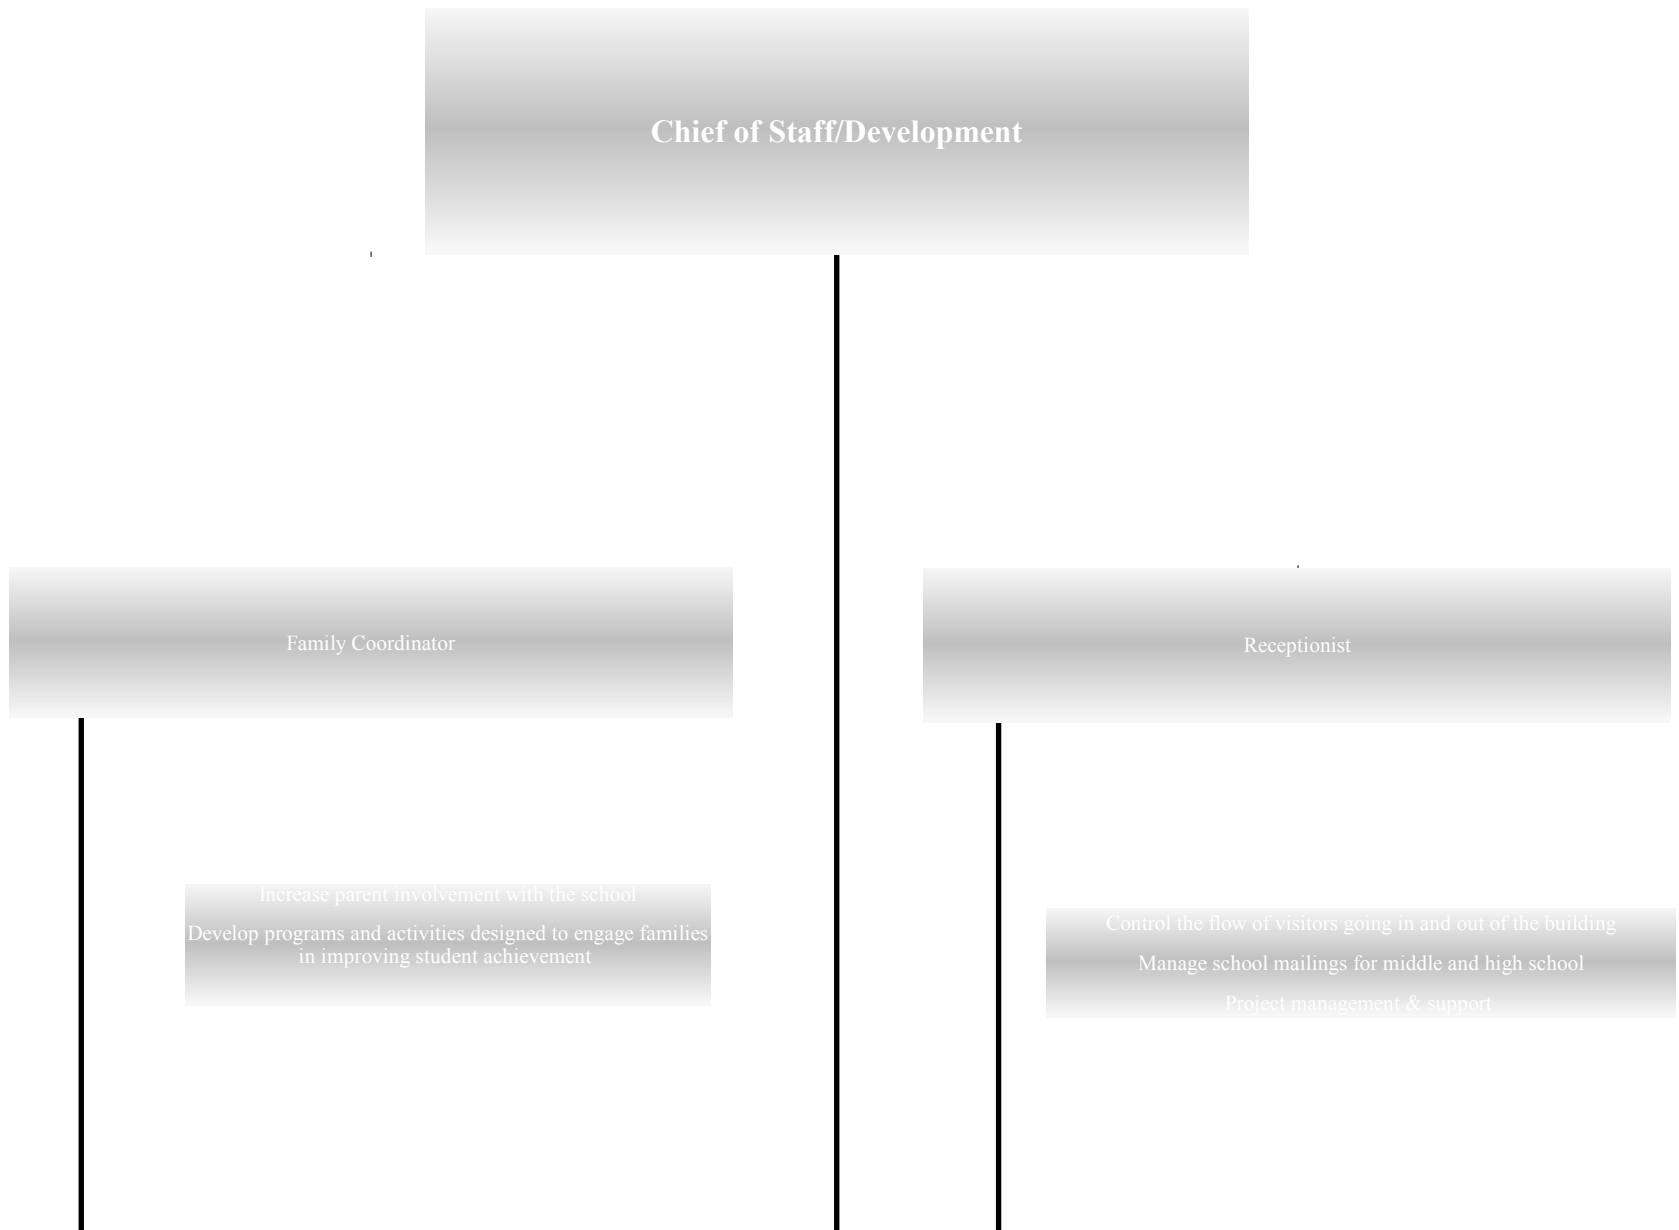 Chief of Staff/Development
Family Coordinator
Receptionist
Increase parent involvement with the school
Develop programs and activities designed to engage families
in improving student achievement
Control the flow of visitors going in and out of the building
Manage school mailings for middle and high school
Project management & support